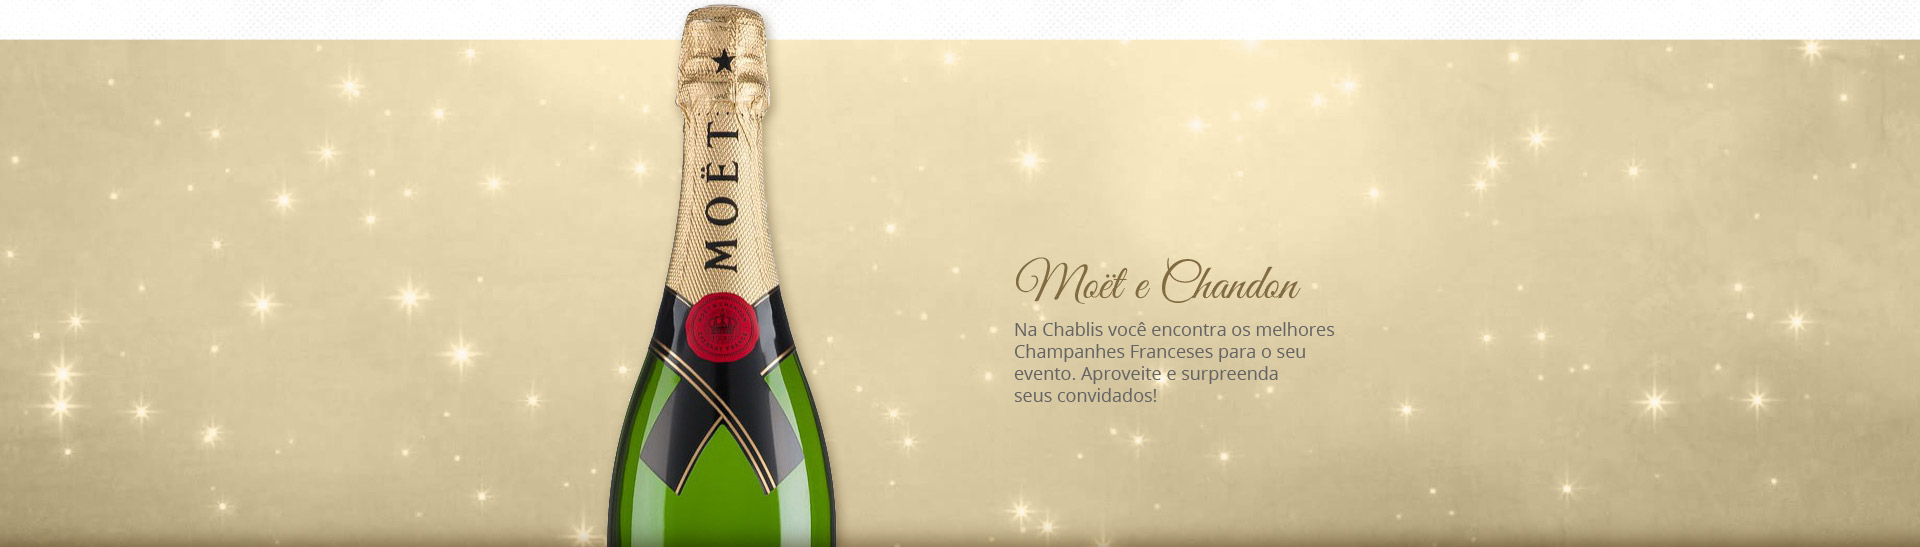 MOËT
Moët e Chandon
Na Chablis você encontra os melhores
Champanhes Franceses para o seu
evento. Aproveite e surpreenda
seus convidados!